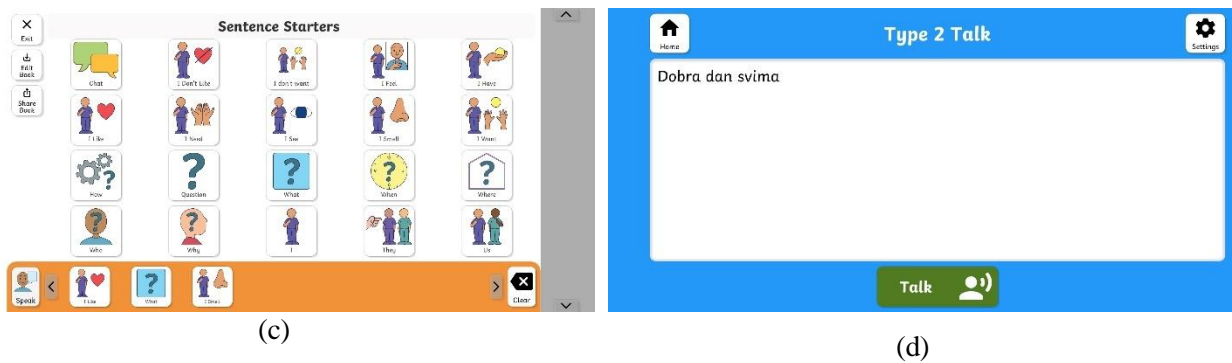 Sentence Starters
Exit
Edit
Book
Share
Book
Chat
I Don't Like
I don't want
I Feel
I Have
I Like
I Need
I See
I Smell
I Want
How
Question
What
When
Where
Who
Why
I
They
Us
Speak
I Like
What
I Smell
Clear
(c)
Home
Type 2 Talk
Settings
Dobra dan svima
Talk
(d)